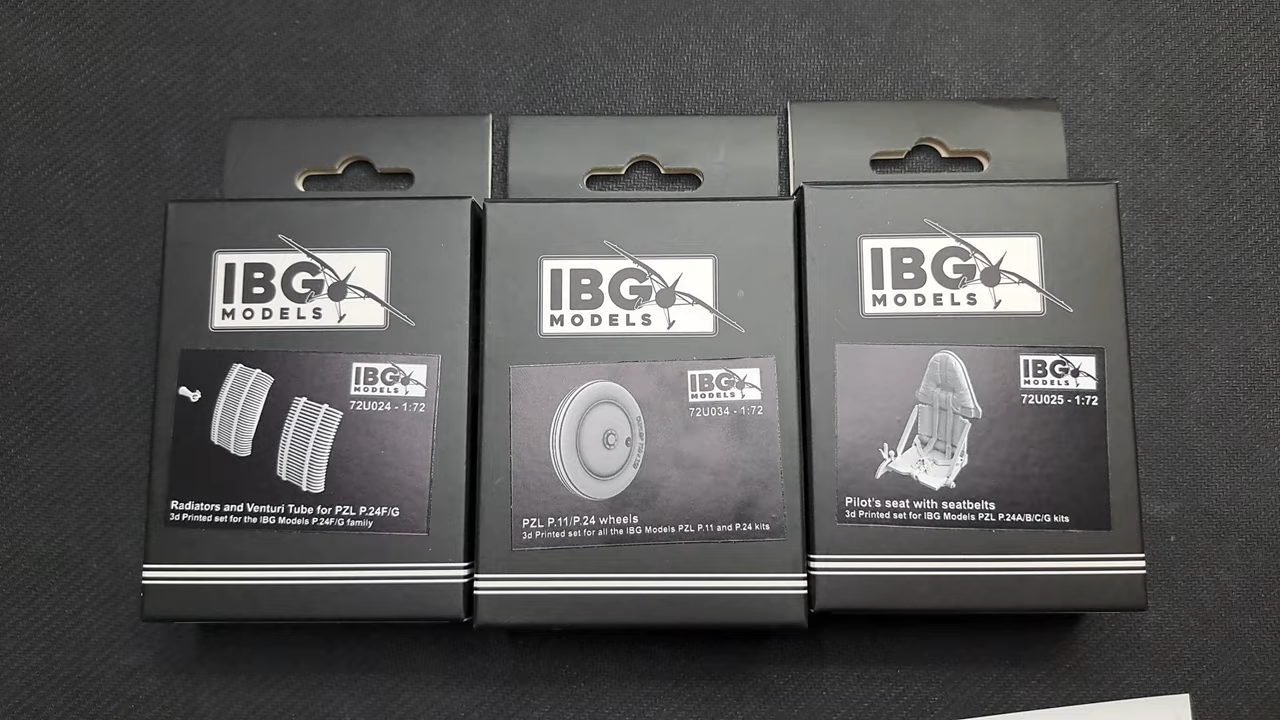 IBG
MODELS
IBG
MODELS
72U024 - 1:72
Radiators and Venturi Tube for PZL P.24F/G
3d Printed set for the IBG Models P.24F/G family
IBG
MODELS
IBG
MODELS
72U034 - 1:72
PZL P.11/P.24 wheels
3d Printed set for all the IBG Models PZL P.11 and P.24 kits
IBG
MODELS
IBG
MODELS
72U025 - 1:72
Pilot's seat with seatbelts
3d Printed set for IBG Models PZL P.24A/B/C/G kits